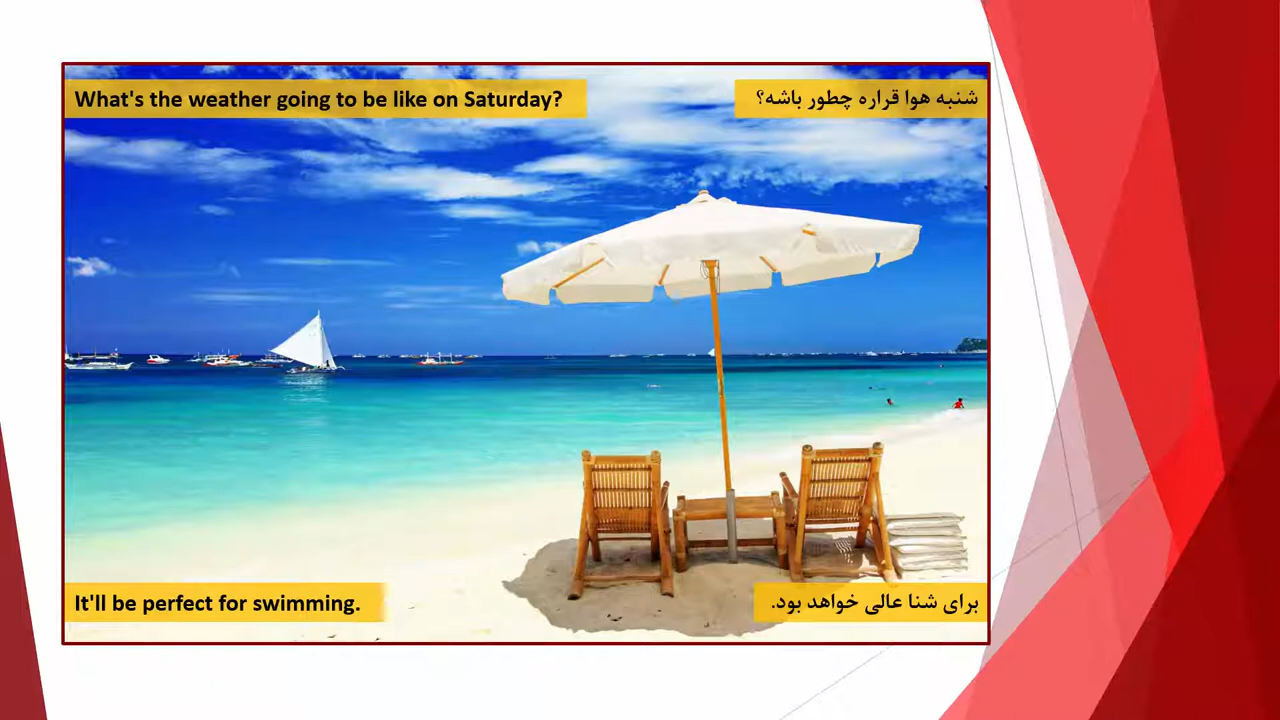 What's the weather going to be like on Saturday?
شنبه هوا قراره چطور باشه؟
It'll be perfect for swimming.
برای شنا عالی خواهد بود.